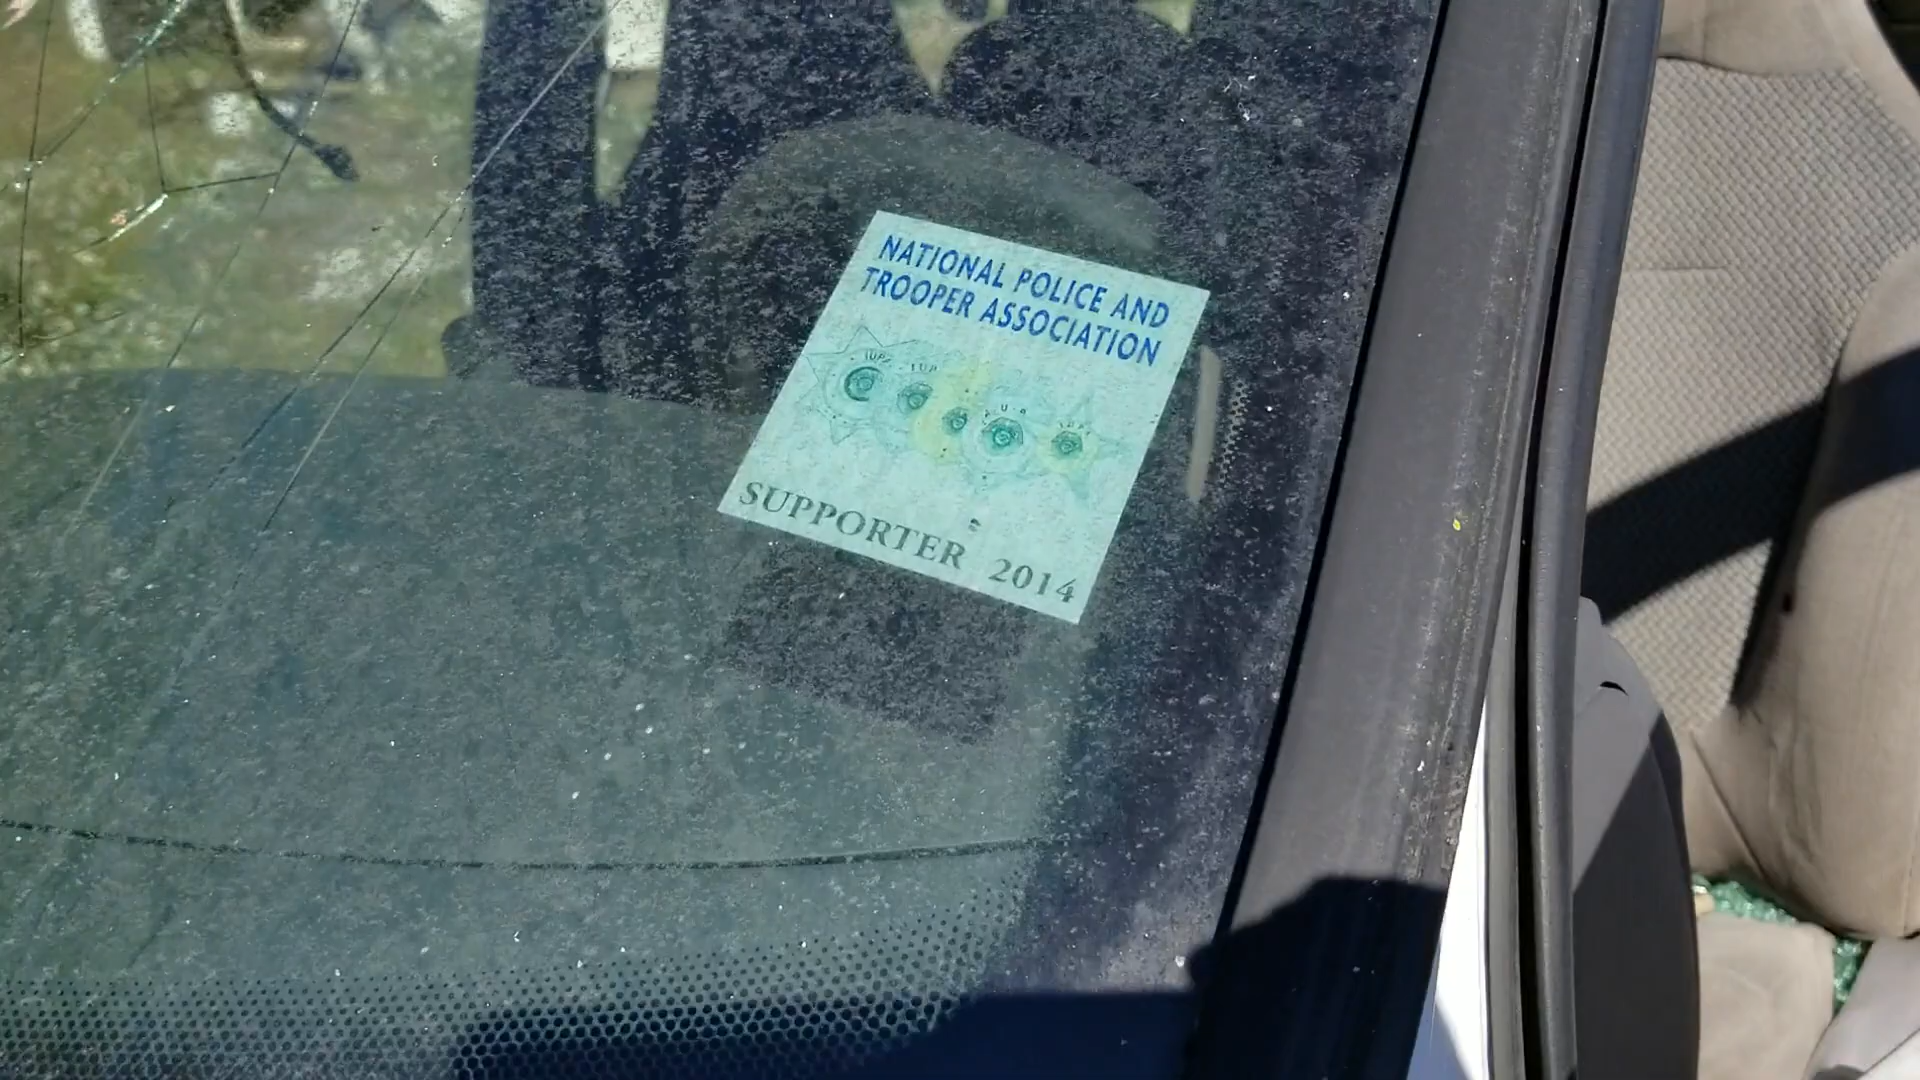 NATIONAL POLICE AND
TROOPER ASSOCIATION
SUPPORTER 2014